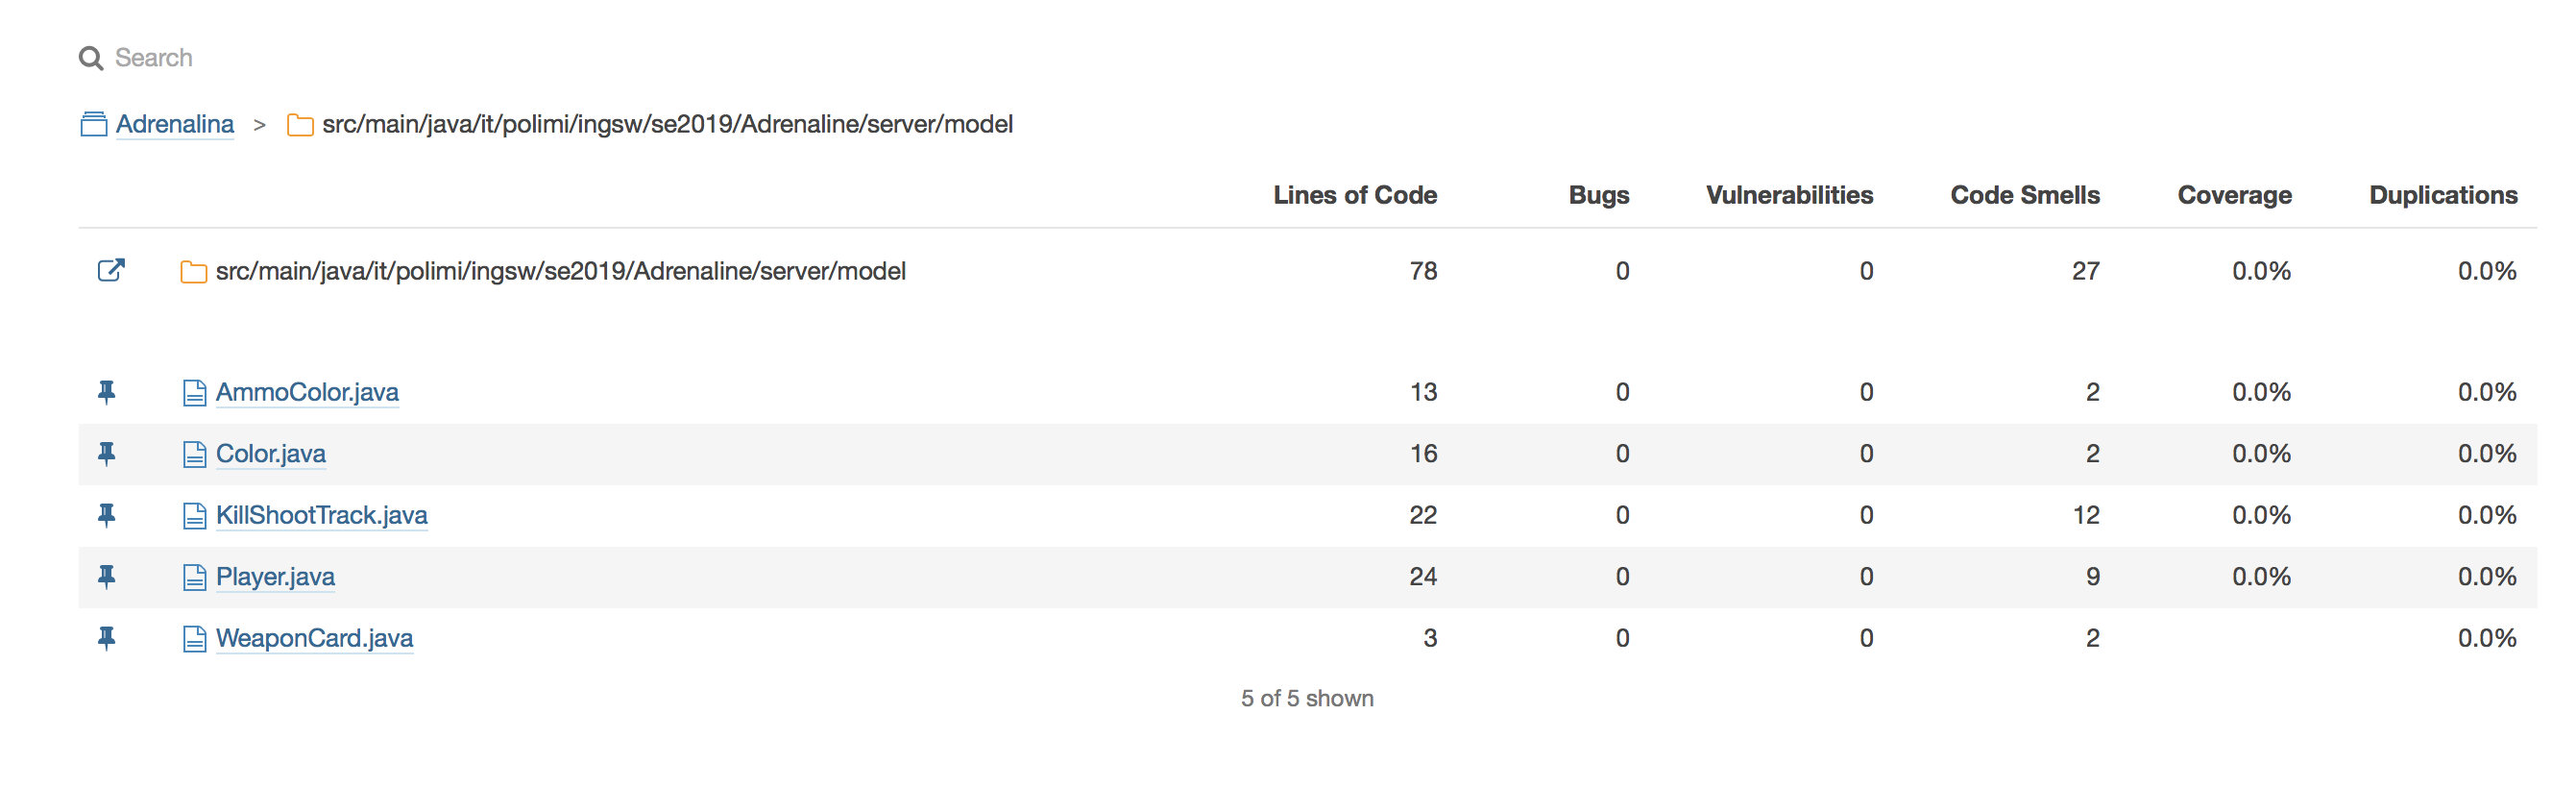 Search
Adrenalina > src/main/java/it/polimi/ingsw/se2019/Adrenaline/server/model
Lines of Code Bugs Vulnerabilities Code Smells Coverage Duplications
src/main/java/it/polimi/ingsw/se2019/Adrenaline/server/model 78 0 0 27 0.0% 0.0%
AmmoColor.java 13 0 0 2 0.0% 0.0%
Color.java 16 0 0 2 0.0% 0.0%
KillShootTrack.java 22 0 0 12 0.0% 0.0%
Player.java 24 0 0 9 0.0% 0.0%
WeaponCard.java 3 0 0 2 0.0%
5 of 5 shown